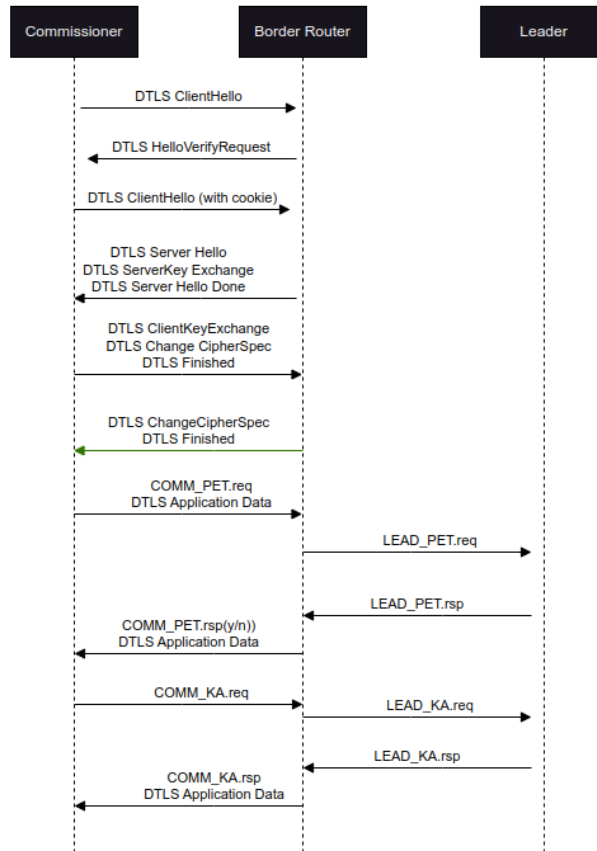 Commissioner
Border Router
Leader
DTLS ClientHello
DTLS HelloVerifyRequest
DTLS ClientHello (with cookie)
DTLS Server Hello
DTLS ServerKey Exchange
DTLS Server Hello Done
DTLS ClientKeyExchange
DTLS Change CipherSpec
DTLS Finished
DTLS ChangeCipherSpec
DTLS Finished
COMM_PET.req
DTLS Application Data
LEAD_PET.req
LEAD_PET.rsp
COMM_PET.rsp(y/n))
DTLS Application Data
COMM_KA.req
LEAD_KA.req
LEAD_KA.rsp
COMM_KA.rsp
DTLS Application Data